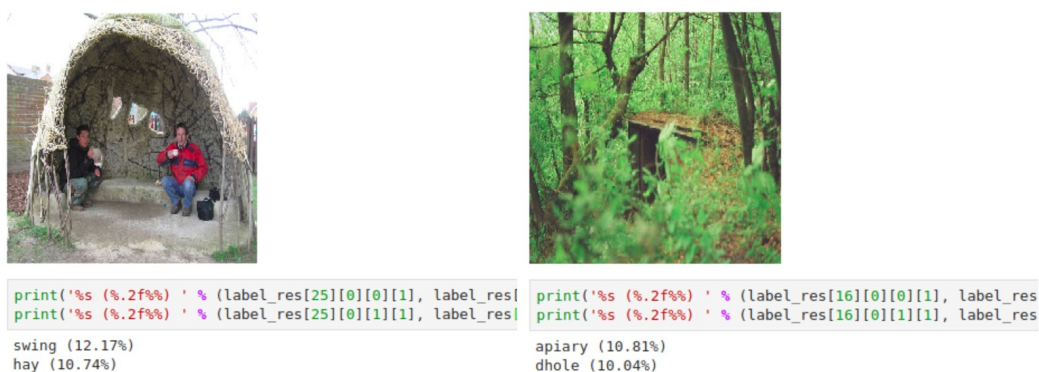 print('%s (%.2f%%) ' % (label_res[25][0][0][1], label_res[
print('%s (%.2f%%) ' % (label_res[25][0][1][1], label_res[
swing (12.17%)
hay (10.74%)
print('%s (%.2f%%) ' % (label_res[16][0][0][1], label_res
print('%s (%.2f%%) ' % (label_res[16][0][1][1], label_res
apiary (10.81%)
dhole (10.04%)